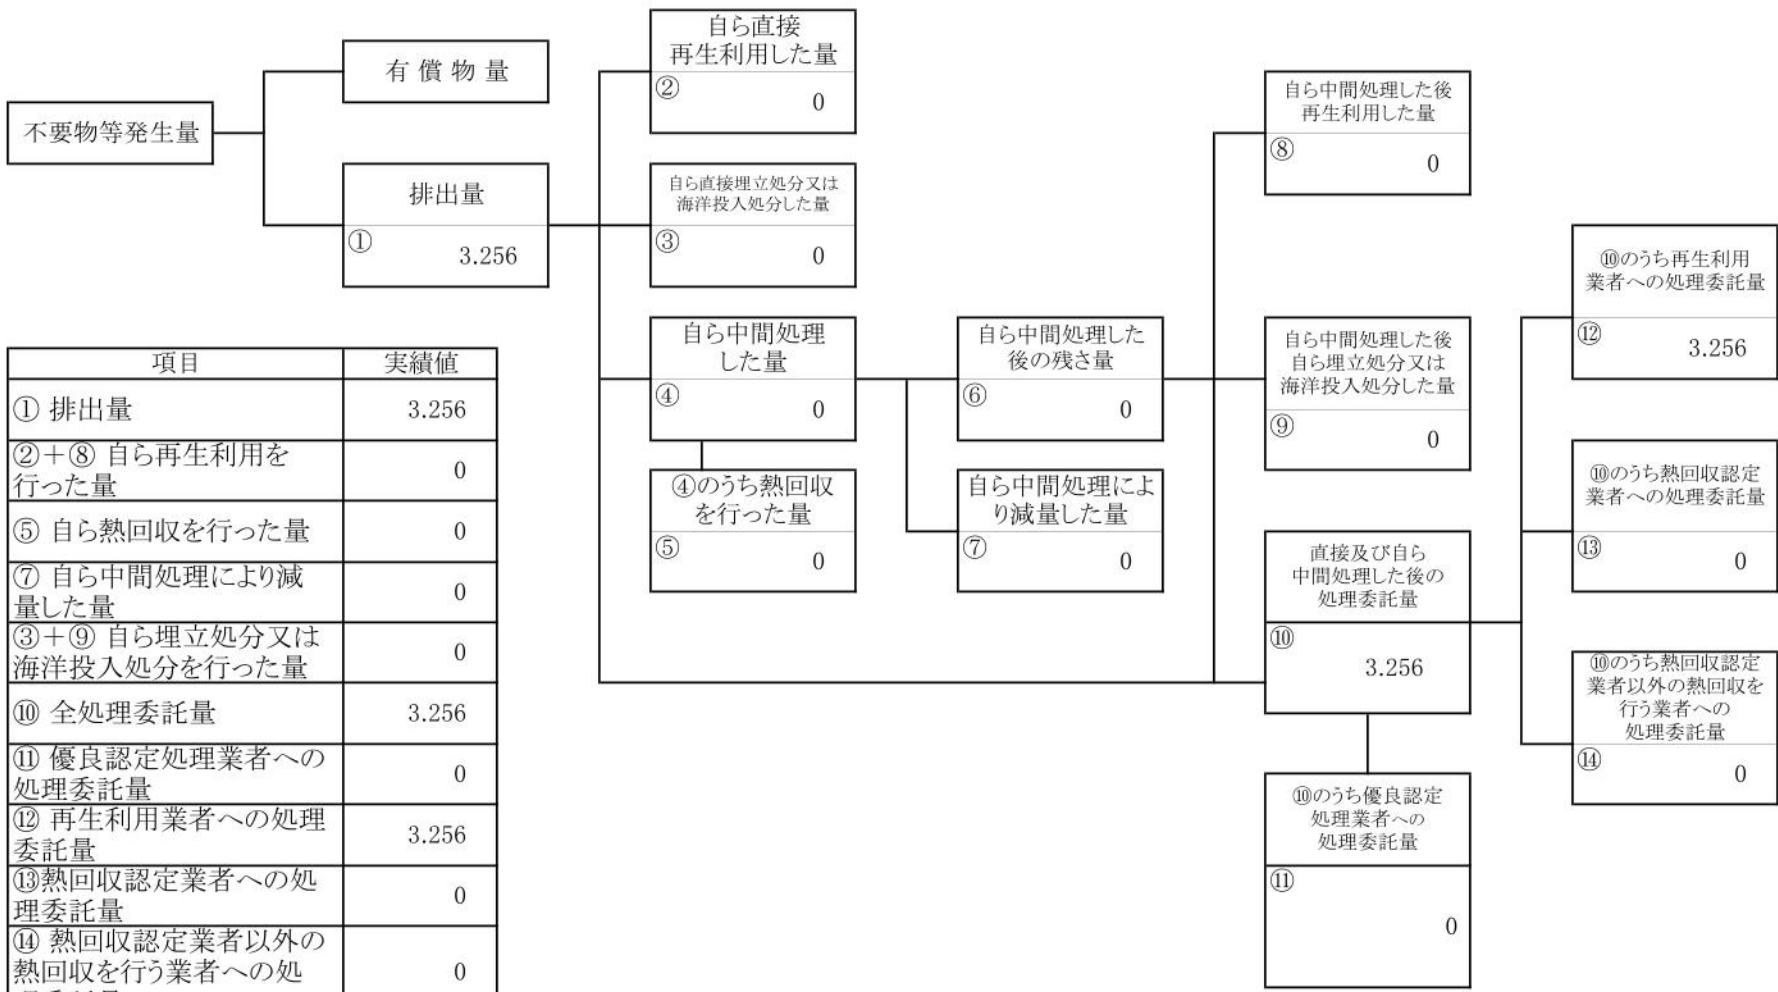 不要物等発生量
有償物量
排出量
①
3.256
自ら直接
再生利用した量
②
0
自ら直接埋立処分又は
海洋投入処分した量
③
0
自ら中間処理
した量
④
0
④のうち熱回収
を行った量
⑤
0
自ら中間処理した
後の残さ量
⑥
0
自ら中間処理によ
り減量した量
⑦
0
自ら中間処理した後
再生利用した量
⑧
0
自ら中間処理した後
自ら埋立処分又は
海洋投入処分した量
⑨
0
直接及び自ら
中間処理した後の
処理委託量
⑩
3.256
⑩のうち優良認定
処理業者への
処理委託量
⑪
0
⑩のうち再生利用
業者への処理委託量
⑫
3.256
⑩のうち熱回収認定
業者への処理委託量
⑬
0
⑩のうち熱回収認定
業者以外の熱回収を
行う業者への
処理委託量
⑭
0
項目 実績値
① 排出量 3.256
②＋⑧ 自ら再生利用を
行った量 0
⑤ 自ら熱回収を行った量 0
⑦ 自ら中間処理により減
量した量 0
③＋⑨ 自ら埋立処分又は
海洋投入処分を行った量 0
⑩ 全処理委託量 3.256
⑪ 優良認定処理業者への
処理委託量 0
⑫ 再生利用業者への処理
委託量 3.256
⑬熱回収認定業者への処
理委託量 0
⑭ 熱回収認定業者以外の
熱回収を行う業者への処 0